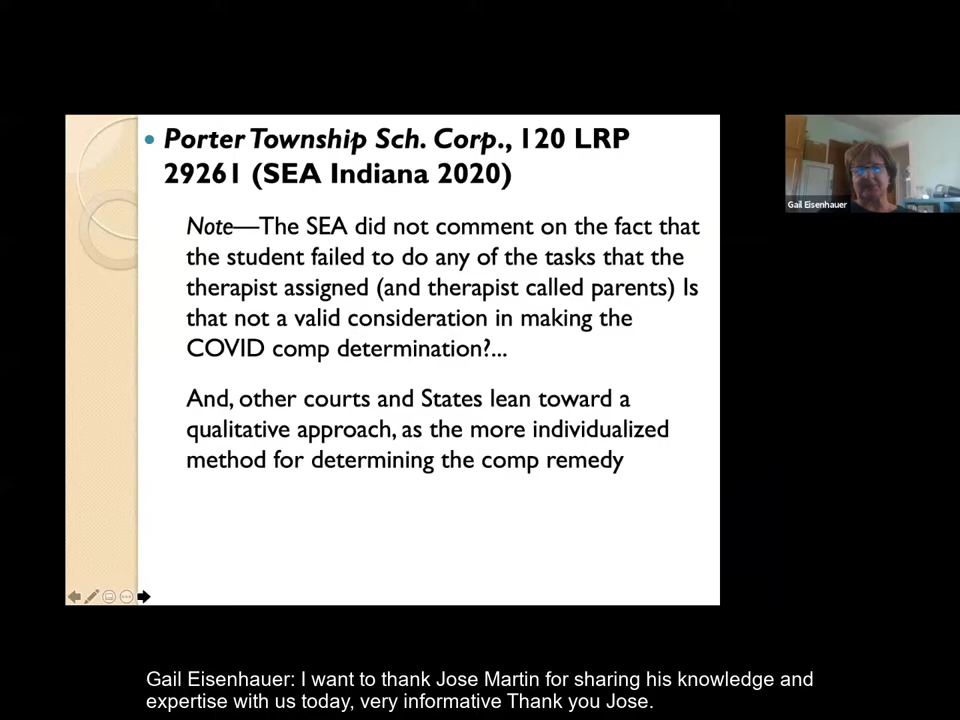 Porter Township Sch. Corp., 120 LRP
29261 (SEA Indiana 2020)
Note—The SEA did not comment on the fact that
the student failed to do any of the tasks that the
therapist assigned (and therapist called parents) Is
that not a valid consideration in making the
COVID comp determination?...
And, other courts and States lean toward a
qualitative approach, as the more individualized
method for determining the comp remedy
Gail Eisenhauer
Gail Eisenhauer: I want to thank Jose Martin for sharing his knowledge and
expertise with us today, very informative Thank you Jose.